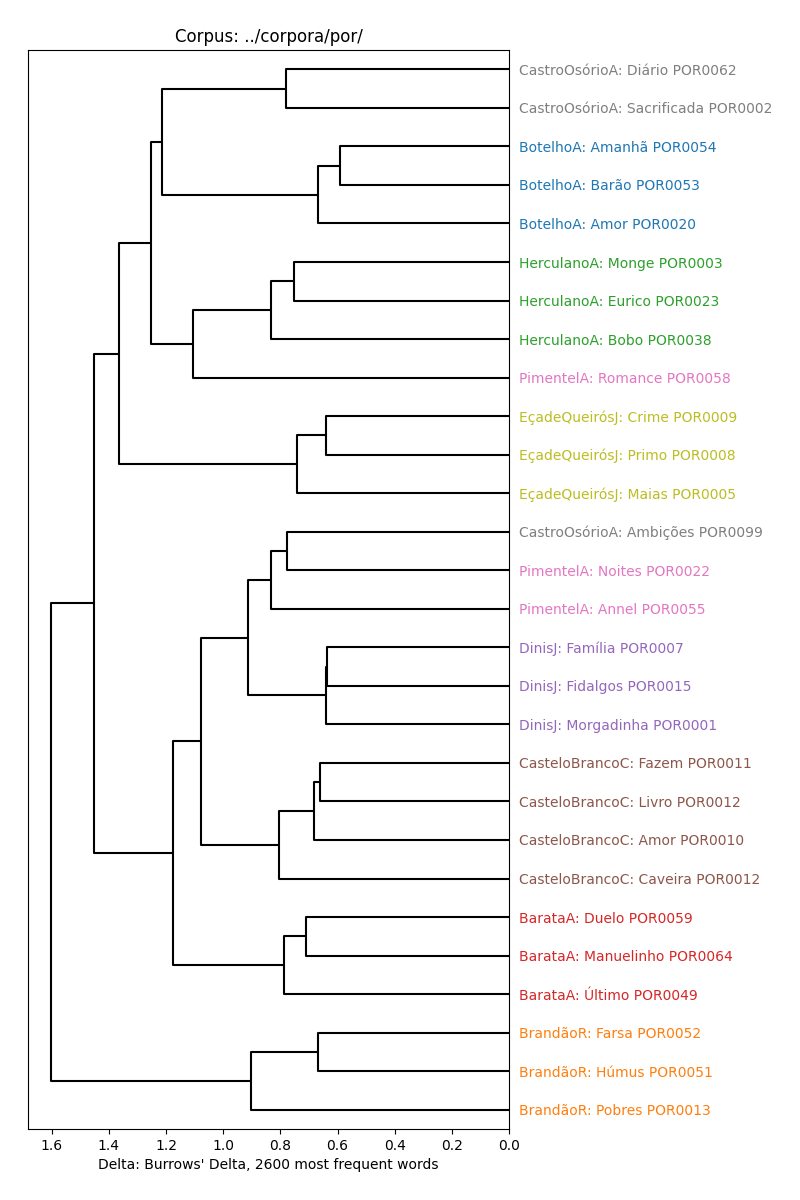 Corpus: ../corpora/por/
CastroOsórioA: Diário POR0062
CastroOsórioA: Sacrificada POR0002
BotelhoA: Amanhã POR0054
BotelhoA: Barão POR0053
BotelhoA: Amor POR0020
HerculanoA: Monge POR0003
HerculanoA: Eurico POR0023
HerculanoA: Bobo POR0038
PimentelA: Romance POR0058
EçadeQueirósJ: Crime POR0009
EçadeQueirósJ: Primo POR0008
EçadeQueirósJ: Maias POR0005
CastroOsórioA: Ambições POR0099
PimentelA: Noites POR0022
PimentelA: Annel POR0055
DinisJ: Família POR0007
DinisJ: Fidalgos POR0015
DinisJ: Morgadinha POR0001
CasteloBrancoC: Fazem POR0011
CasteloBrancoC: Livro POR0012
CasteloBrancoC: Amor POR0010
CasteloBrancoC: Caveira POR0012
BarataA: Duelo POR0059
BarataA: Manuelinho POR0064
BarataA: Último POR0049
BrandãoR: Farsa POR0052
BrandãoR: Húmus POR0051
BrandãoR: Pobres POR0013
1.6 1.4 1.2 1.0 0.8 0.6 0.4 0.2 0.0
Delta: Burrows' Delta, 2600 most frequent words